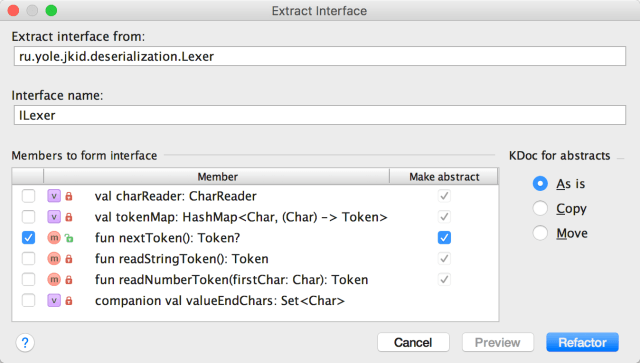 Extract Interface
Extract interface from:
ru.yole.jkid.deserialization.Lexer
Interface name:
ILexer
Members to form interface
KDoc for abstracts
Member Make abstract
v val charReader: CharReader
As is
v val tokenMap: HashMap<Char, (Char) -> Token>
Copy
m fun nextToken(): Token?
Move
m fun readStringToken(): Token
m fun readNumberToken(firstChar: Char): Token
v companion val valueEndChars: Set<Char>
? Cancel Preview Refactor